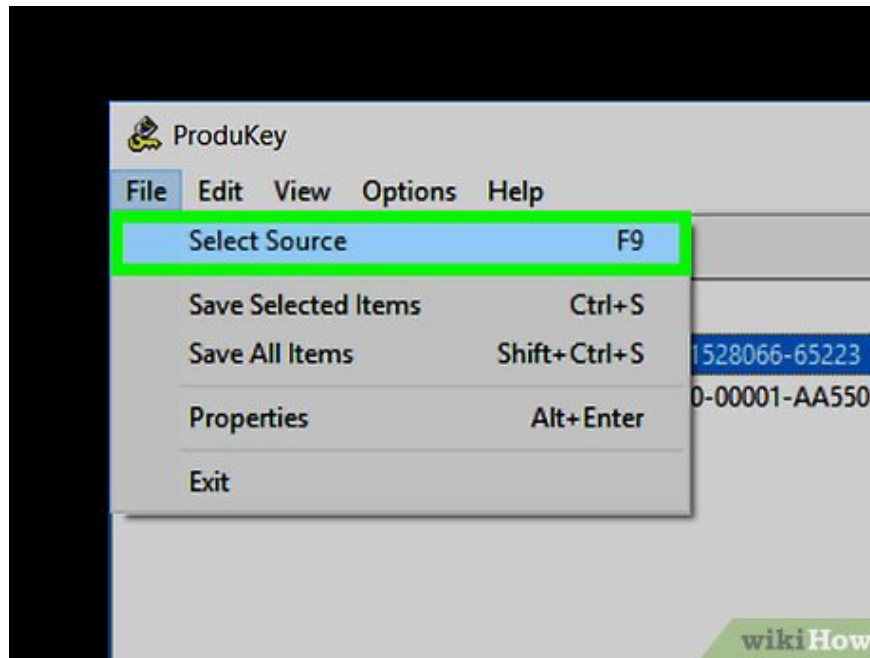 ProduKey
File Edit View Options Help
Select Source F9
Save Selected Items Ctrl+S
Save All Items Shift+Ctrl+S
1528066-65223
Properties Alt+Enter
0-00001-AA550
Exit
wikiHow